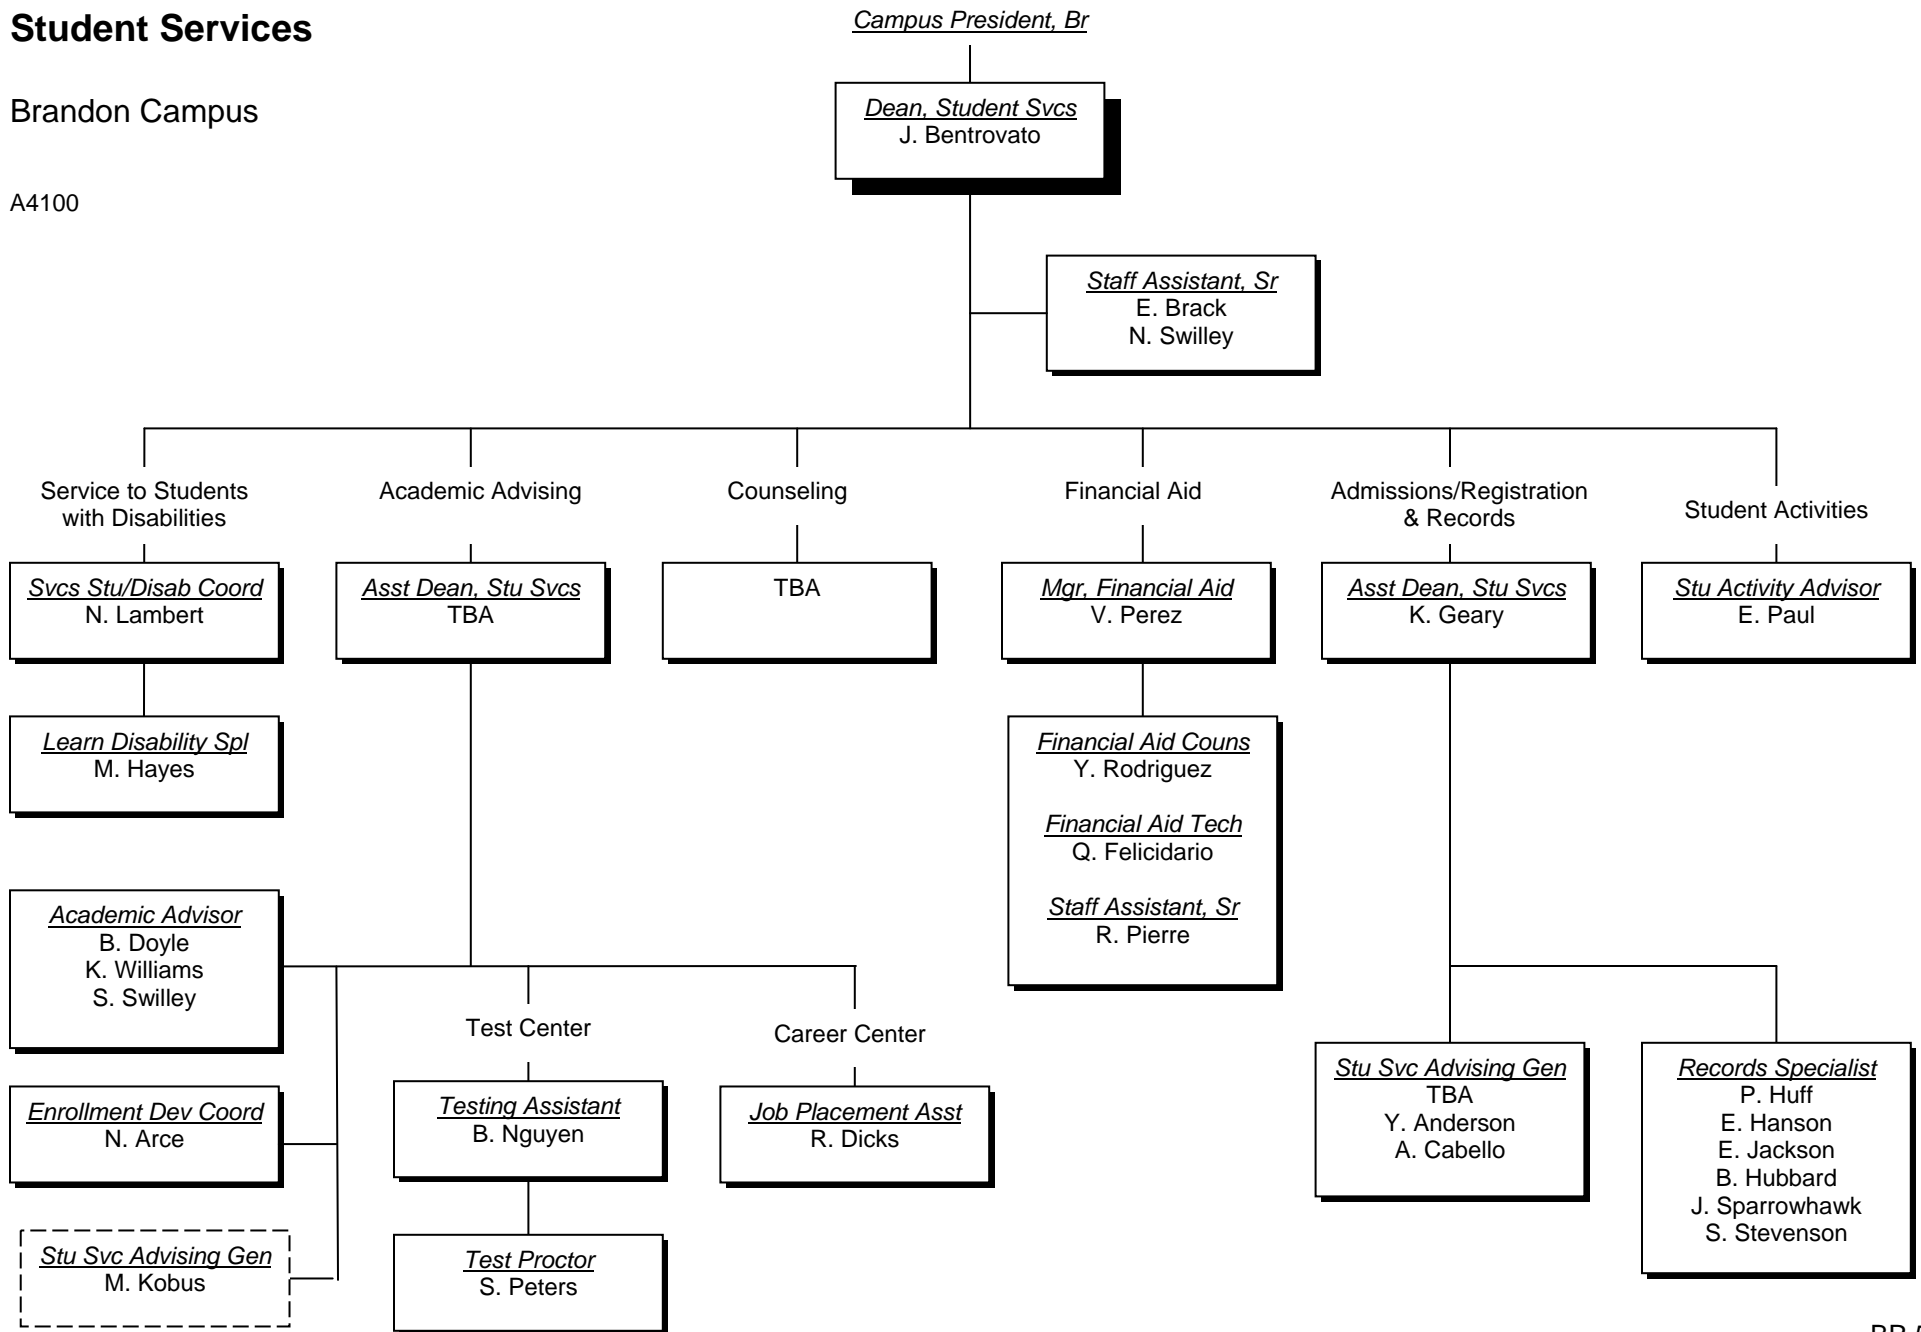 Student Services
Campus President, Br
Brandon Campus
Dean, Student Svcs
J. Bentrovato
A4100
Staff Assistant, Sr
E. Brack
N. Swilley
Service to Students
with Disabilities
Academic Advising
Counseling
Financial Aid
Admissions/Registration
& Records
Student Activities
Svcs Stu/Disab Coord
N. Lambert
Asst Dean, Stu Svcs
TBA
TBA
Mgr, Financial Aid
V. Perez
Asst Dean, Stu Svcs
K. Geary
Stu Activity Advisor
E. Paul
Learn Disability Spl
M. Hayes
Financial Aid Couns
Y. Rodriguez
Financial Aid Tech
Q. Felicidario
Staff Assistant, Sr
R. Pierre
Academic Advisor
B. Doyle
K. Williams
S. Swilley
Test Center
Career Center
Enrollment Dev Coord
N. Arce
Testing Assistant
B. Nguyen
Job Placement Asst
R. Dicks
Stu Svc Advising Gen
TBA
Y. Anderson
A. Cabello
Records Specialist
P. Huff
E. Hanson
E. Jackson
B. Hubbard
J. Sparrowhawk
S. Stevenson
Stu Svc Advising Gen
M. Kobus
Test Proctor
S. Peters